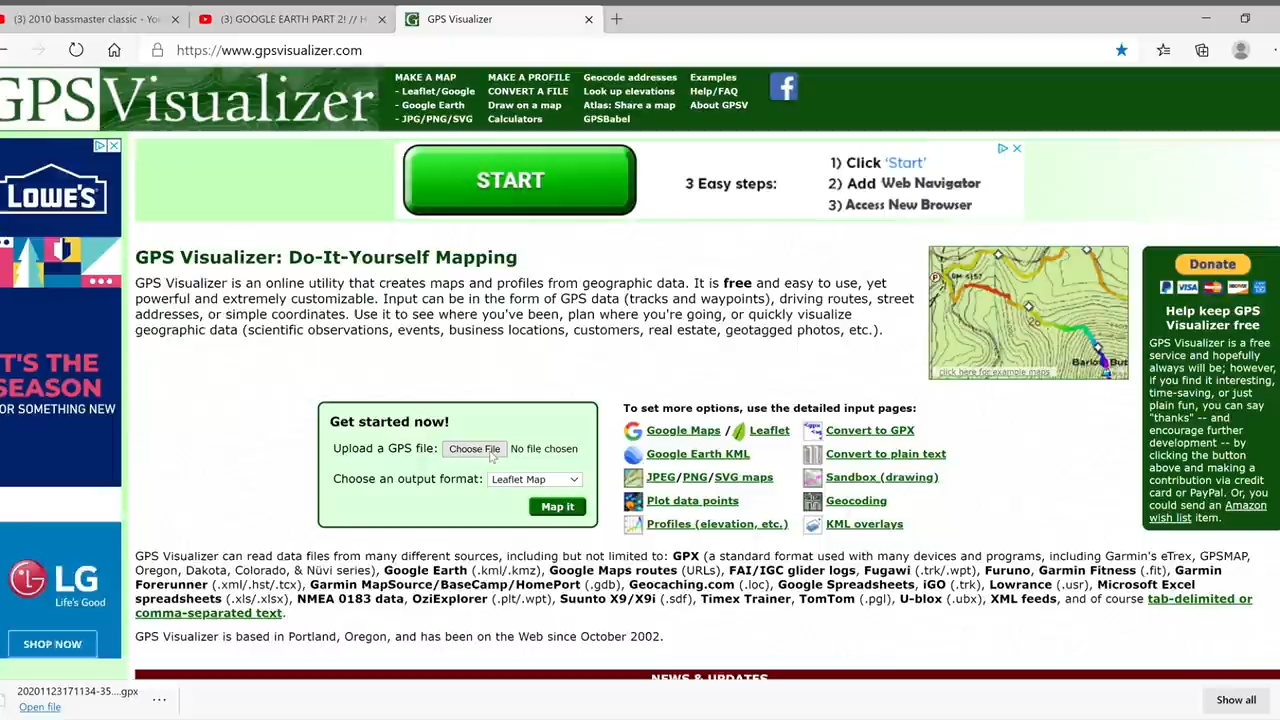 (3) 2010 bassmaster classic - Yo
(3) GOOGLE EARTH PART 2! // H
GPS Visualizer
https://www.gpsvisualizer.com
GPSVisualizer
MAKE A MAP
- Leaflet/Google
- Google Earth
- JPG/PNG/SVG
MAKE A PROFILE
CONVERT A FILE
Draw on a map
Calculators
Geocode addresses
Look up elevations
Atlas: Share a map
GPSBabel
Examples
Help/FAQ
About GPSV
LOWE'S
T'S THE
SEASON
OR SOMETHING NEW
START
3 Easy steps:
1) Click 'Start'
2) Add Web Navigator
3) Access New Browser
GPS Visualizer: Do-It-Yourself Mapping
GPS Visualizer is an online utility that creates maps and profiles from geographic data. It is free and easy to use, yet
powerful and extremely customizable. Input can be in the form of GPS data (tracks and waypoints), driving routes, street
addresses, or simple coordinates. Use it to see where you've been, plan where you're going, or quickly visualize
geographic data (scientific observations, events, business locations, customers, real estate, geotagged photos, etc.).
click here for example maps
Donate
VISA
Help keep GPS
Visualizer free
GPS Visualizer is a free
service and hopefully
always will be; however,
if you find it interesting,
time-saving, or just
plain fun, you can say
"thanks" -- and
encourage further
development -- by
clicking the button
above and making a
contribution via credit
card or PayPal. Or, you
could send an Amazon
wish list item.
Get started now!
Upload a GPS file: Choose File No file chosen
Choose an output format: Leaflet Map
Map it
To set more options, use the detailed input pages:
Google Maps / Leaflet
Google Earth KML
JPEG/PNG/SVG maps
Plot data points
Profiles (elevation, etc.)
Convert to GPX
Convert to plain text
Sandbox (drawing)
Geocoding
KML overlays
LG
Life's Good
SHOP NOW
GPS Visualizer can read data files from many different sources, including but not limited to: GPX (a standard format used with many devices and programs, including Garmin's eTrex, GPSMAP,
Oregon, Dakota, Colorado, & Nüvi series), Google Earth (.kml/.kmz), Google Maps routes (URLs), FAI/IGC glider logs, Fugawi (.trk/.wpt), Furuno, Garmin Fitness (.fit), Garmin
Forerunner (.xml/.hst/.tcx), Garmin MapSource/BaseCamp/HomePort (.gdb), Geocaching.com (.loc), Google Spreadsheets, iGO (.trk), Lowrance (.usr), Microsoft Excel
spreadsheets (.xls/.xlsx), NMEA 0183 data, OziExplorer (.plt/.wpt), Suunto X9/X9i (.sdf), Timex Trainer, TomTom (.pgl), U-blox (.ubx), XML feeds, and of course tab-delimited or
comma-separated text.
GPS Visualizer is based in Portland, Oregon, and has been on the Web since October 2002.
NEWS & UPDATES
20201123171134-35....gpx
Open file
Show all